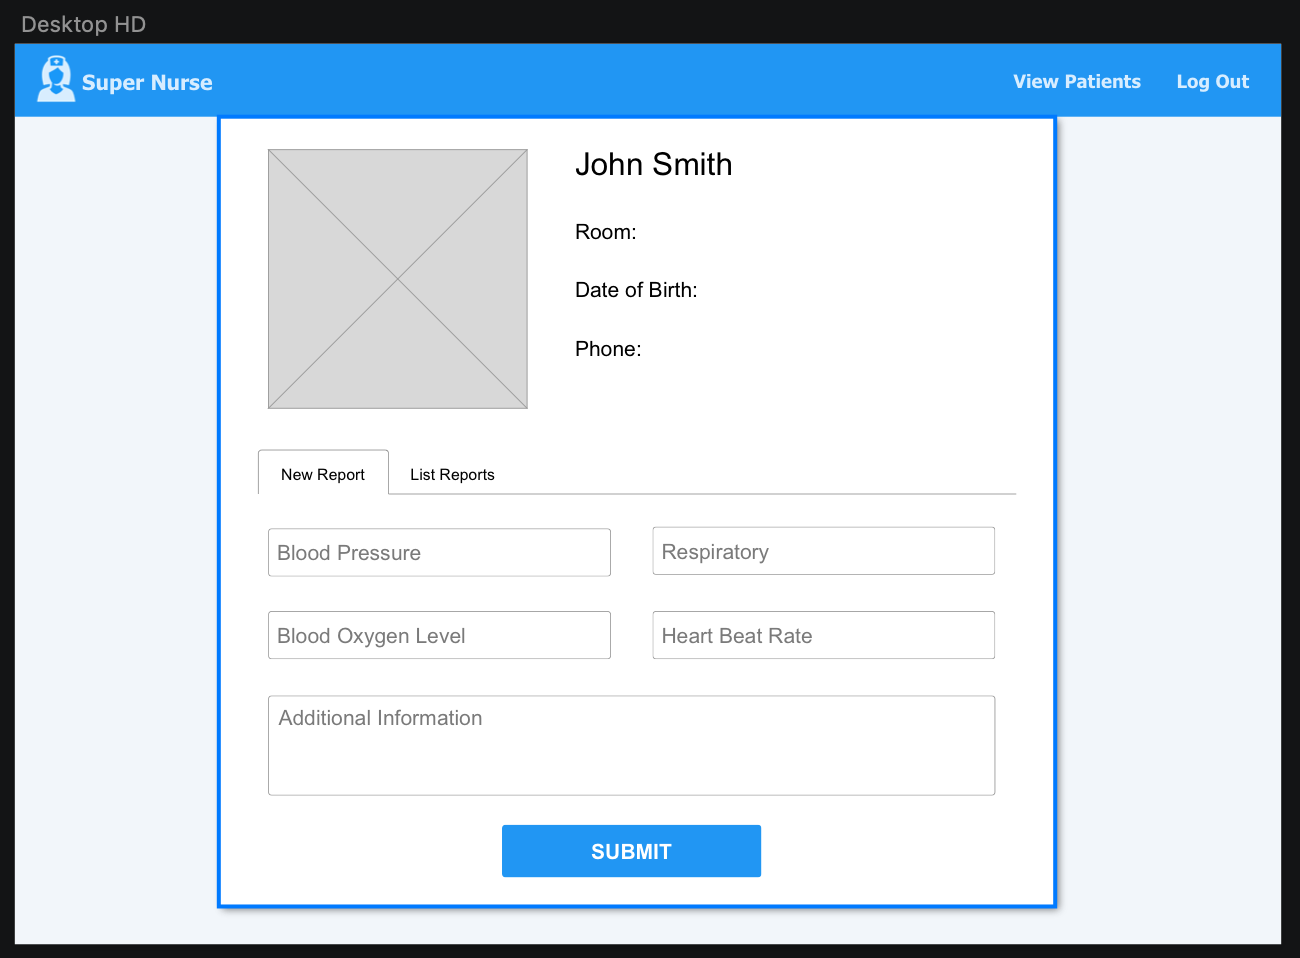 Desktop HD
Super Nurse
View Patients
Log Out
John Smith
Room:
Date of Birth:
Phone:
New Report
List Reports
Blood Pressure
Respiratory
Blood Oxygen Level
Heart Beat Rate
Additional Information
SUBMIT